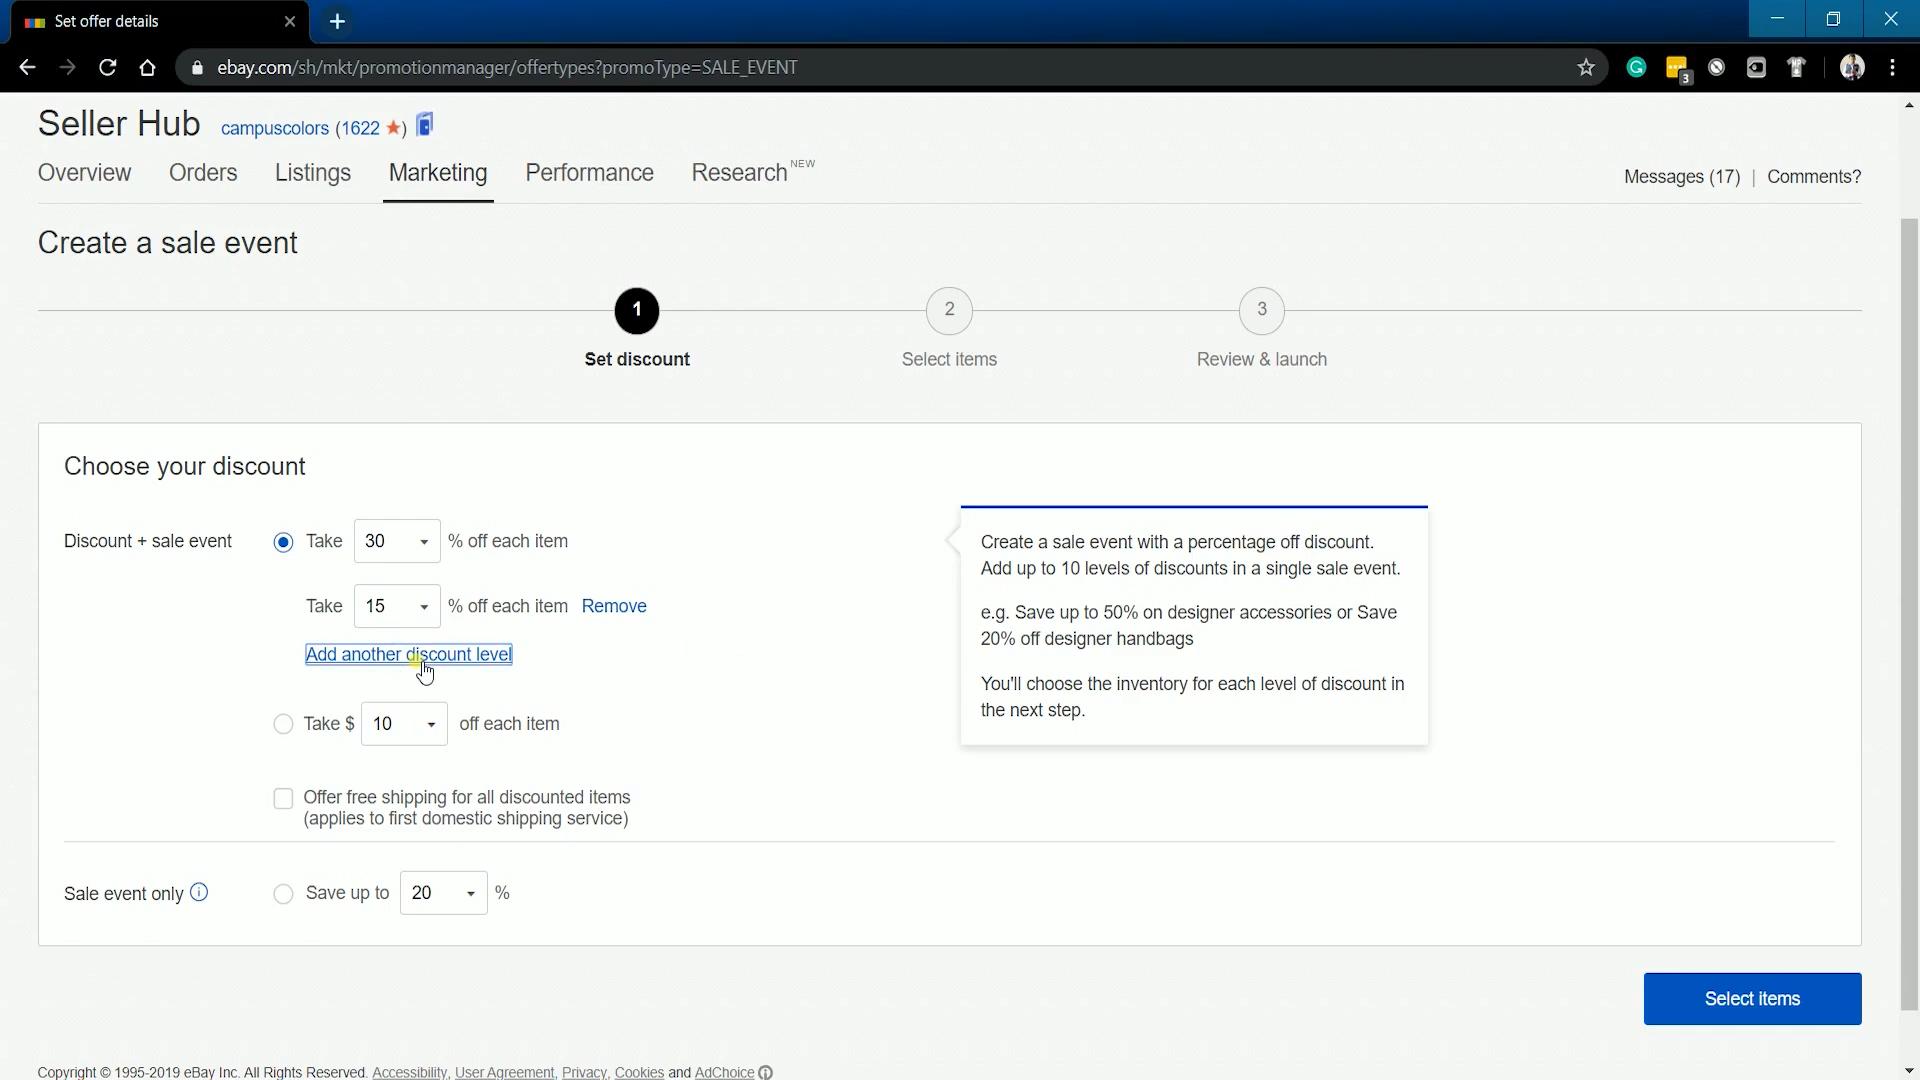 Set offer details
ebay.com/sh/mkt/promotionmanager/offertypes?promoType=SALE_EVENT
3
Seller Hub campuscolors (1622 ★)
Overview Orders Listings Marketing Performance Research NEW
Messages (17) | Comments?
Create a sale event
1 2 3
Set discount Select items Review & launch
Choose your discount
Discount + sale event Take 30 % off each item
Take 15 % off each item Remove
Add another discount level
Take $ 10 off each item
Offer free shipping for all discounted items
(applies to first domestic shipping service)
Create a sale event with a percentage off discount.
Add up to 10 levels of discounts in a single sale event.
e.g. Save up to 50% on designer accessories or Save
20% off designer handbags
You'll choose the inventory for each level of discount in
the next step.
Sale event only Save up to 20 %
Select items
Copyright © 1995-2019 eBay Inc. All Rights Reserved. Accessibility, User Agreement, Privacy, Cookies and AdChoice